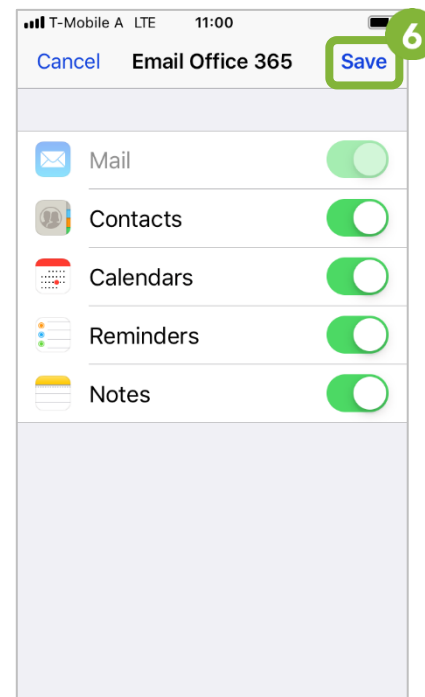 T-Mobile A LTE 11:00
6
Cancel Email Office 365 Save
Mail
Contacts
Calendars
Reminders
Notes